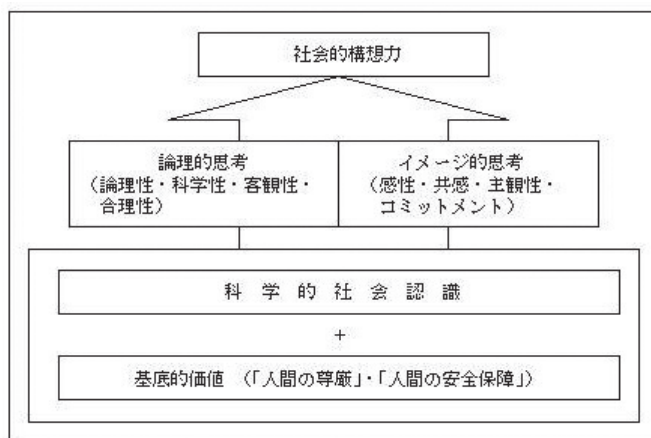 社会的構想力
論理的思考
（論理性・科学性・客観性・
合理性）
イメージ的思考
（感性・共感・主観性・
コミットメント）
科 学 的 社 会 認 識
+
基底的価値 （「人間の尊厳」・「人間の安全保障」）